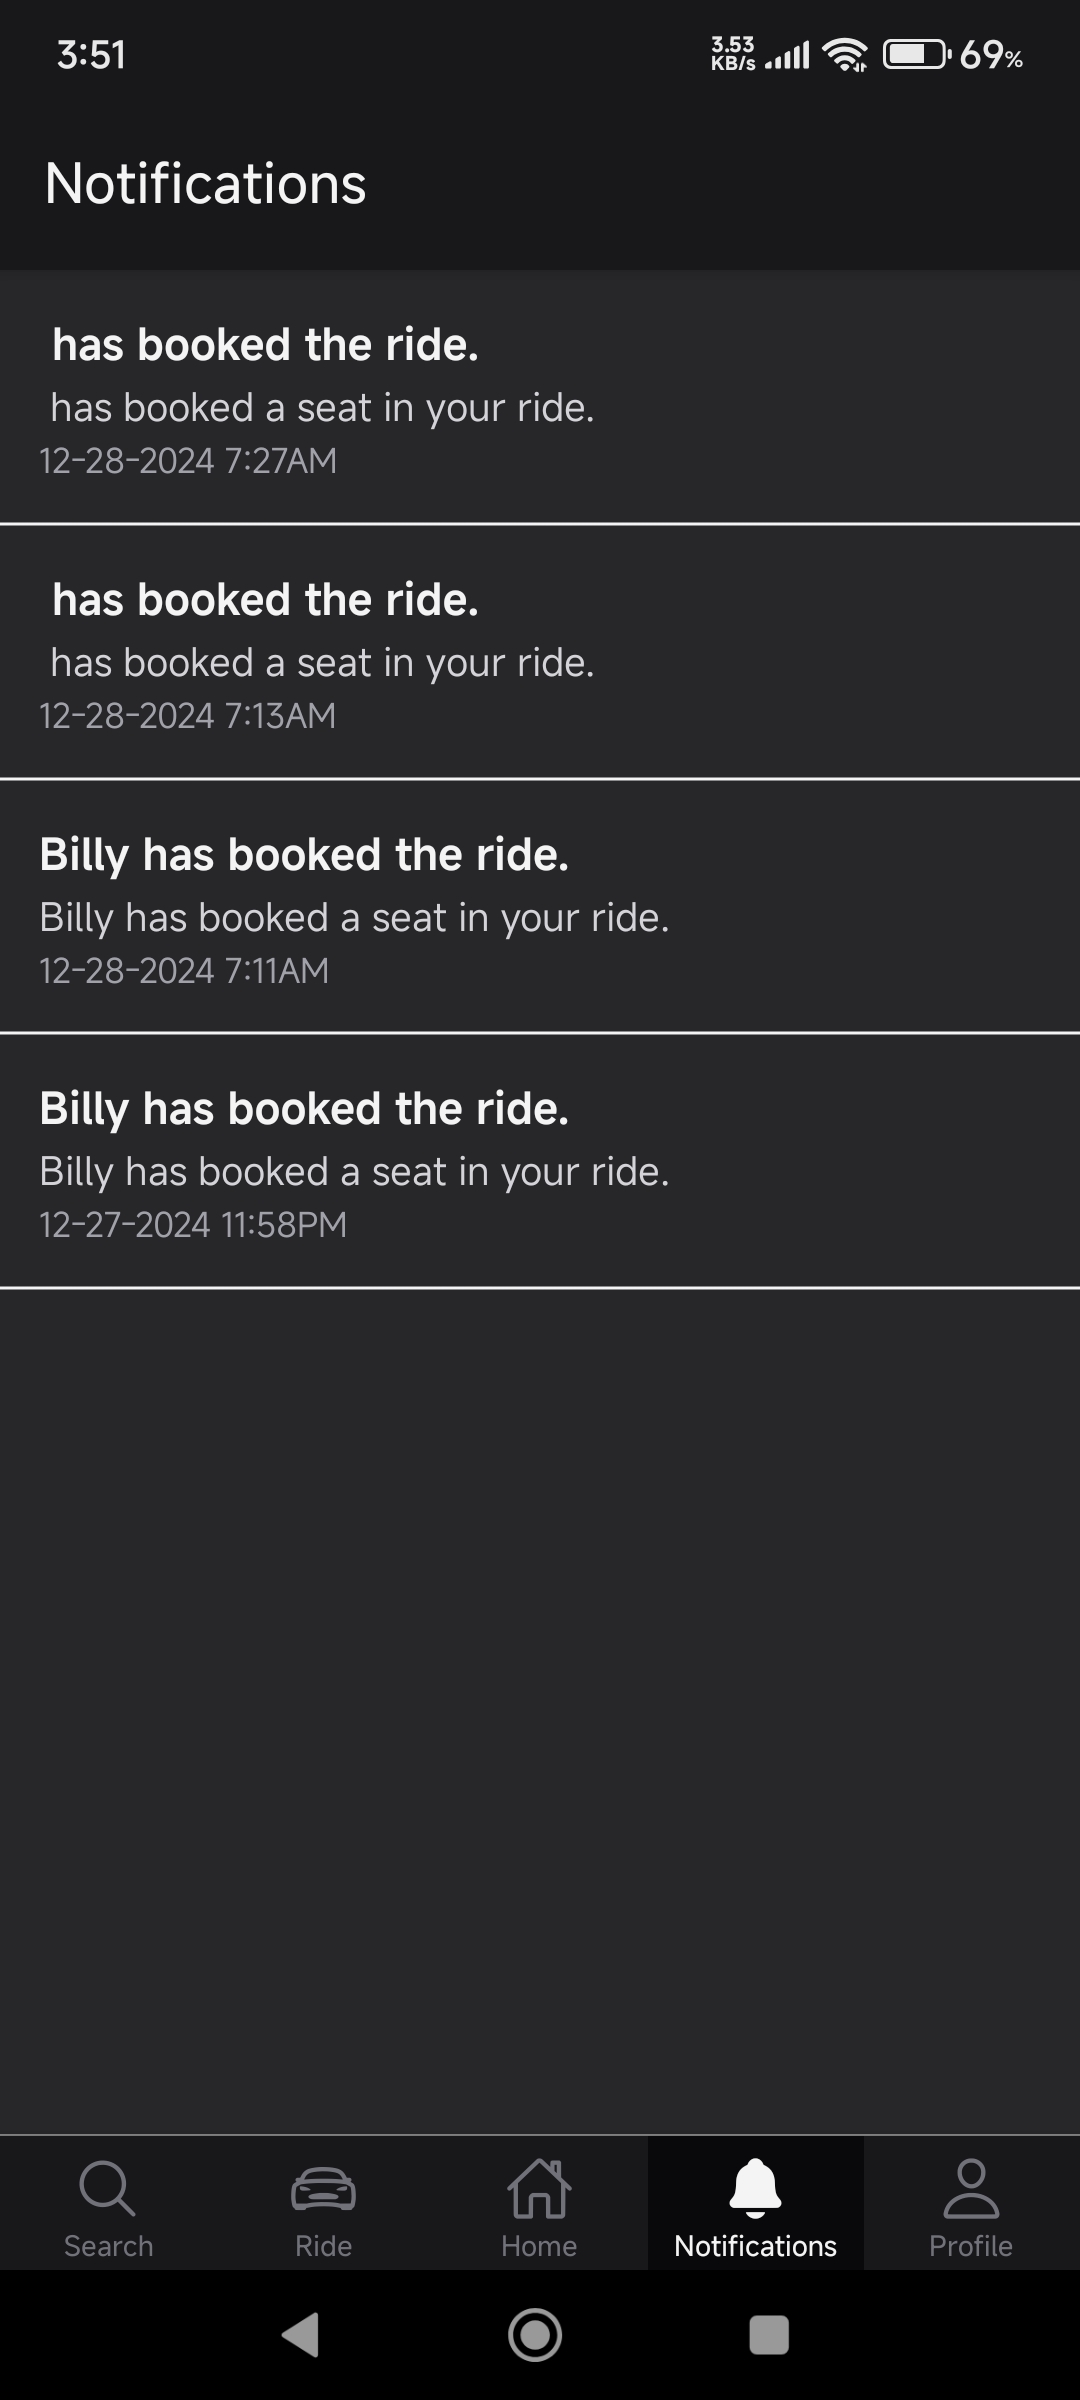 3:51
3.53
KB/s
69%
Notifications
has booked the ride.
has booked a seat in your ride.
12-28-2024 7:27AM
has booked the ride.
has booked a seat in your ride.
12-28-2024 7:13AM
Billy has booked the ride.
Billy has booked a seat in your ride.
12-28-2024 7:11AM
Billy has booked the ride.
Billy has booked a seat in your ride.
12-27-2024 11:58PM
Search
Ride
Home
Notifications
Profile